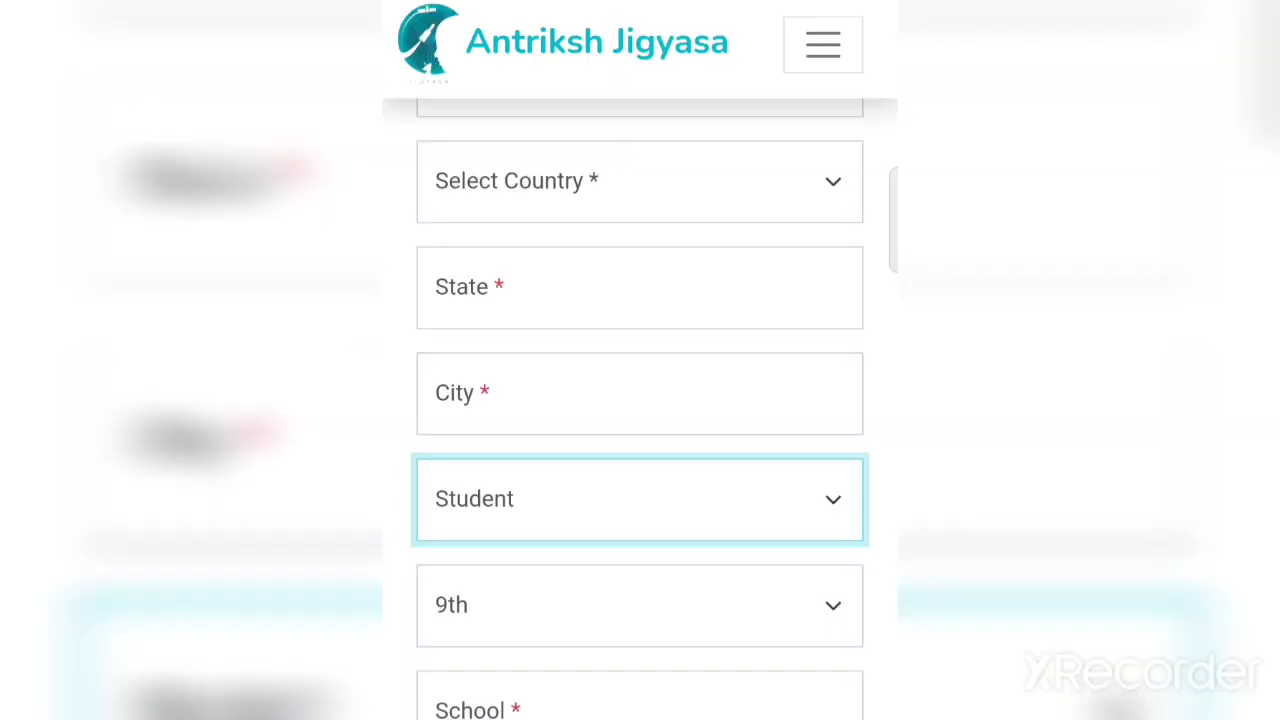 Antriksh Jigyasa
Select Country *
State *
City *
Student
9th
School *
XRecorder